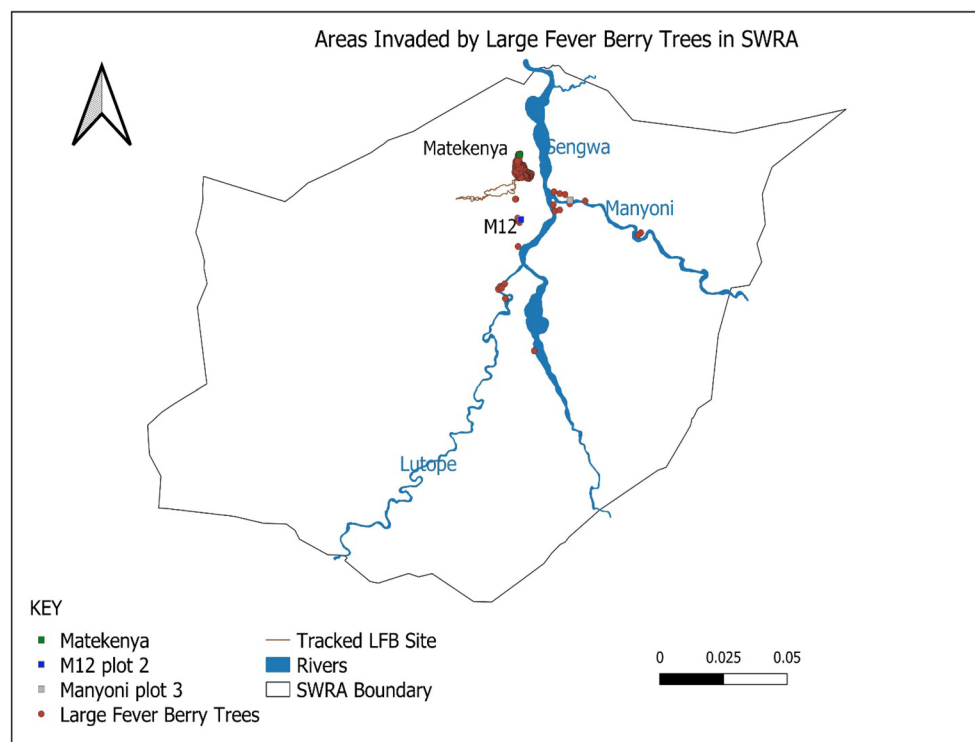 Areas Invaded by Large Fever Berry Trees in SWRA
Matekenya
Sengwa
Manyoni
M12
Lutope
KEY
Matekenya
M12 plot 2
Manyoni plot 3
Large Fever Berry Trees
Tracked LFB Site
Rivers
SWRA Boundary
0 0.025 0.05